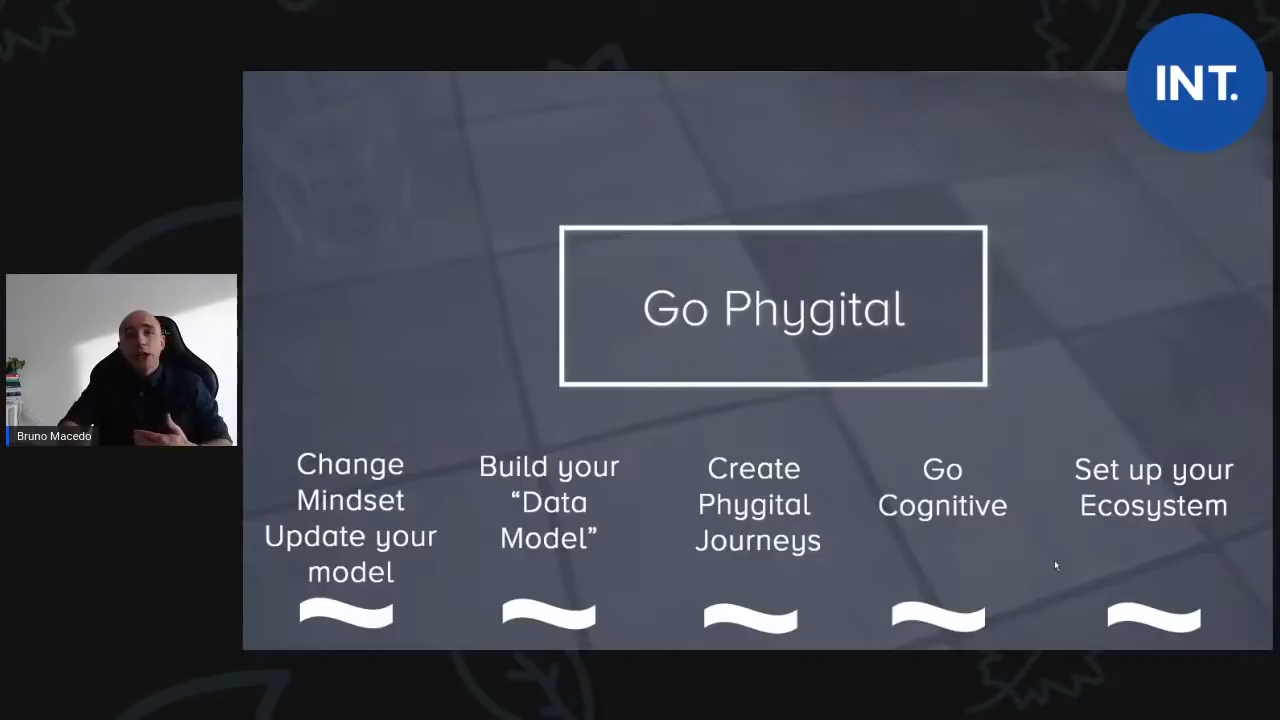 INT.
Go Phygital
Bruno Macedo
Change
Mindset
Update your
model
Build your
“Data
Model”
Create
Phygital
Journeys
Go
Cognitive
Set up your
Ecosystem